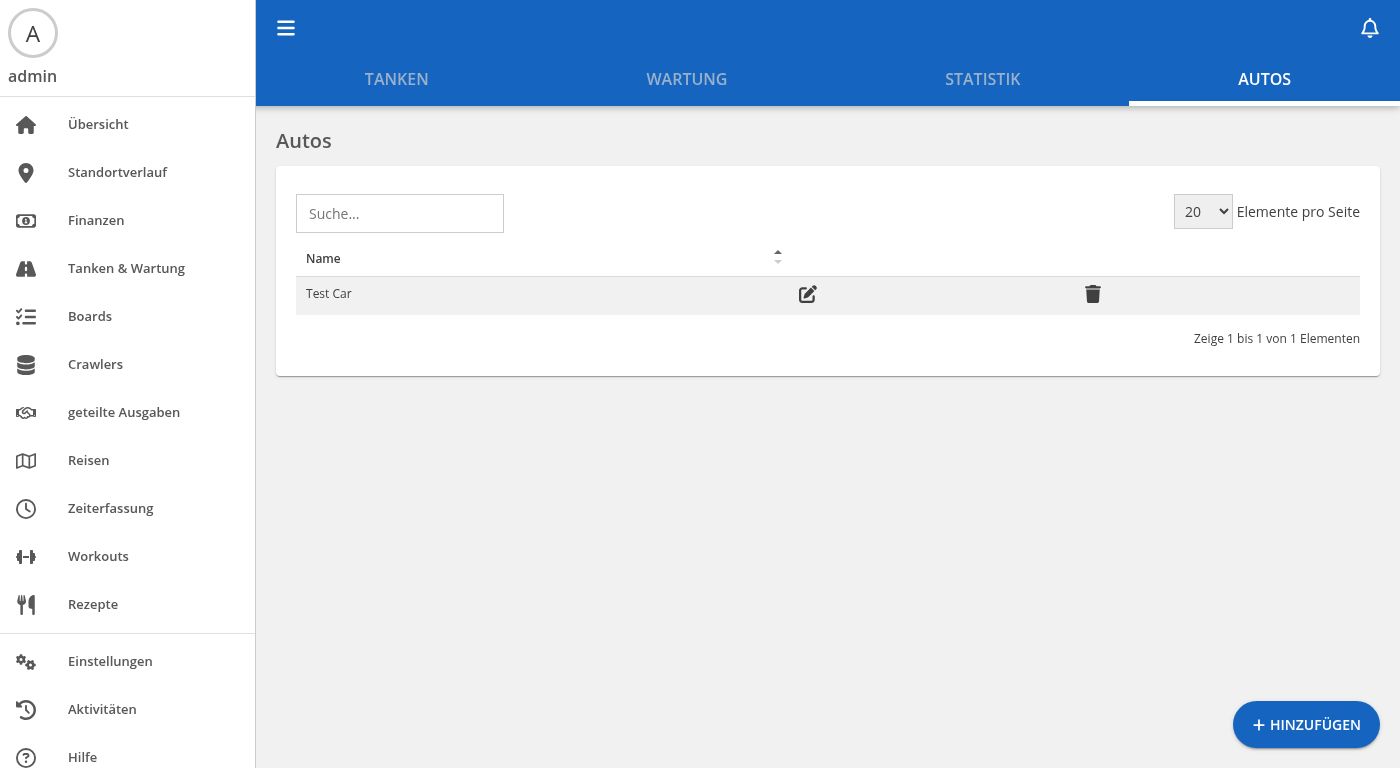 A
admin
Übersicht
Standortverlauf
Finanzen
Tanken & Wartung
Boards
Crawlers
geteilte Ausgaben
Reisen
Zeiterfassung
Workouts
Rezepte
Einstellungen
Aktivitäten
Hilfe
TANKEN WARTUNG STATISTIK AUTOS
Autos
Suche... 20 Elemente pro Seite
Name
Test Car
Zeige 1 bis 1 von 1 Elementen
+ HINZUFÜGEN